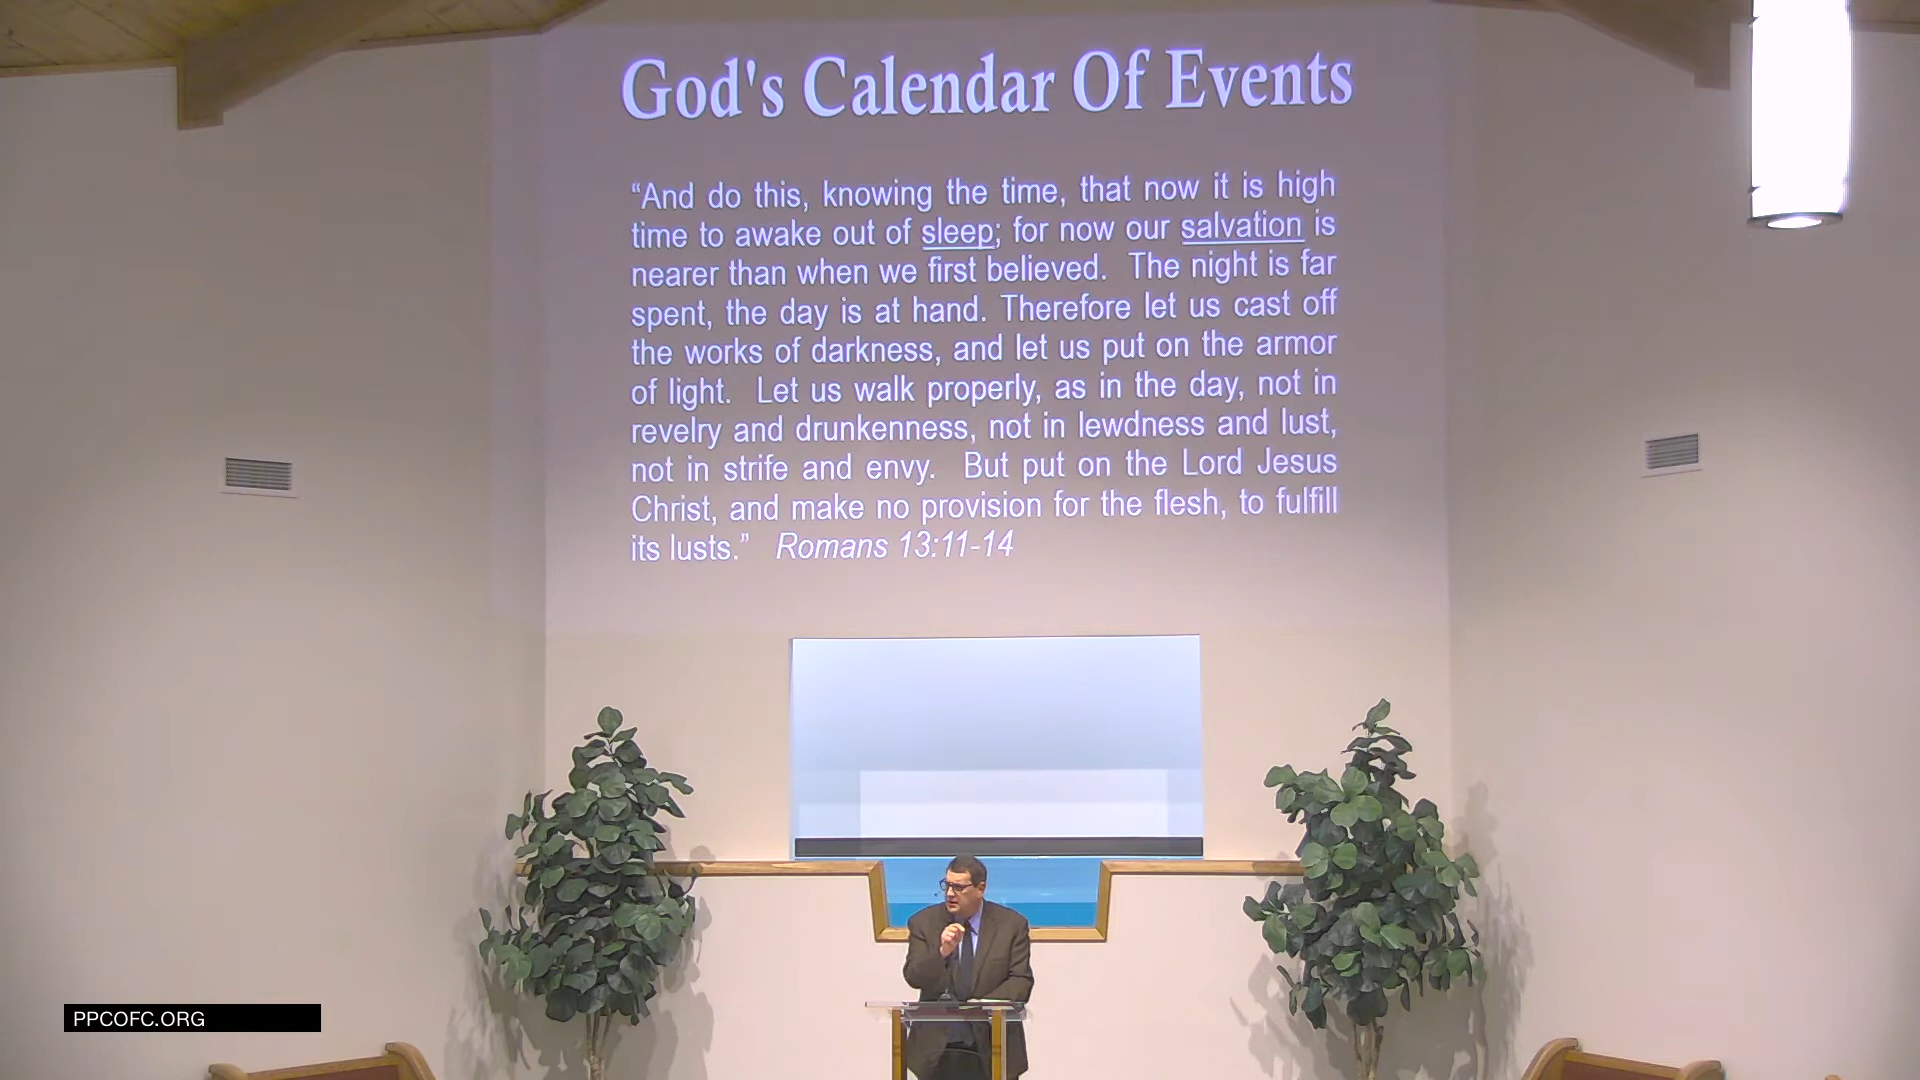 God's Calendar Of Events
“And do this, knowing the time, that now it is high
time to awake out of sleep; for now our salvation is
nearer than when we first believed. The night is far
spent, the day is at hand. Therefore let us cast off
the works of darkness, and let us put on the armor
of light. Let us walk properly, as in the day, not in
revelry and drunkenness, not in lewdness and lust,
not in strife and envy. But put on the Lord Jesus
Christ, and make no provision for the flesh, to fulfill
its lusts.” Romans 13:11-14
PPCOFC.ORG